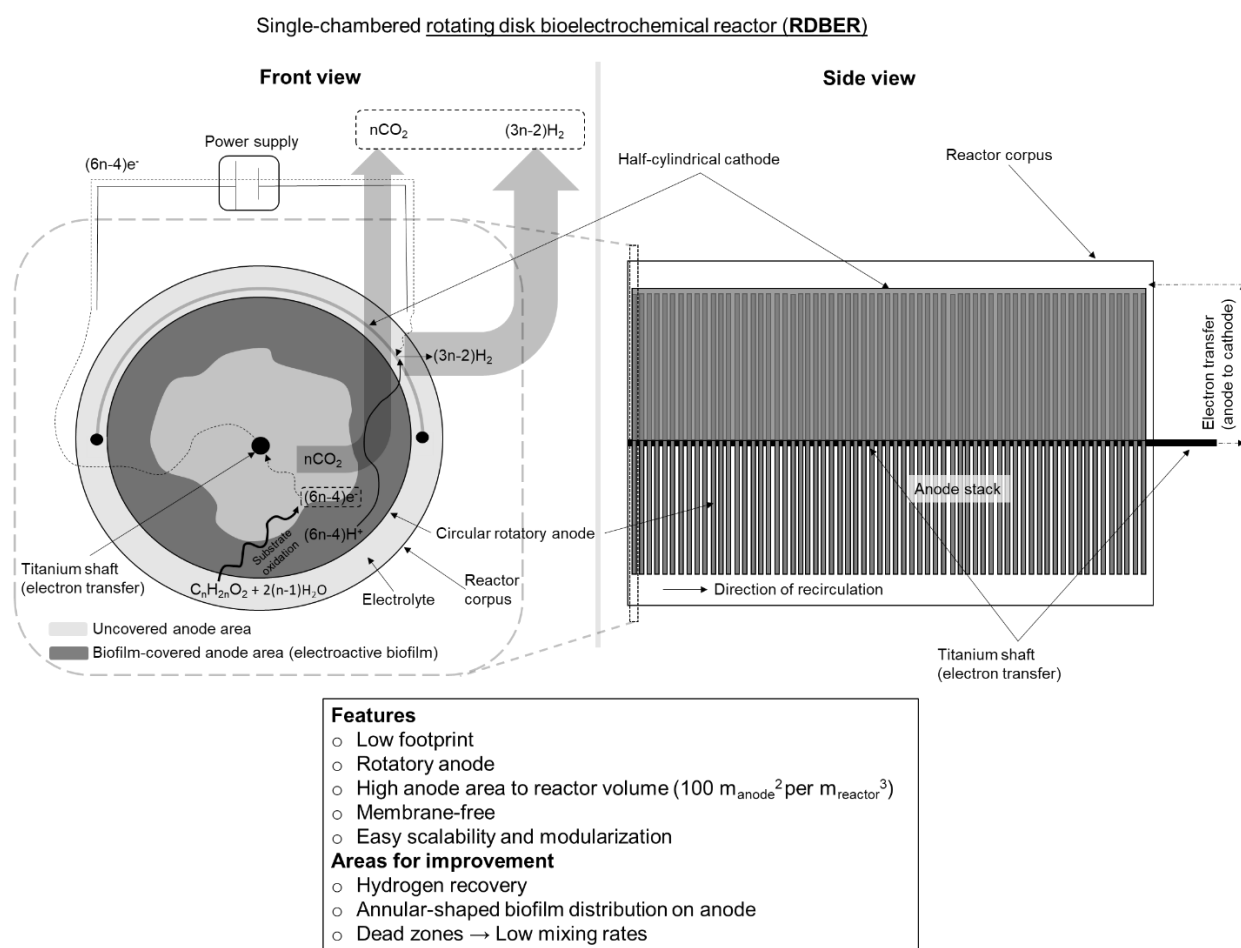 Single-chambered rotating disk bioelectrochemical reactor (RDBER)
Front view
Side view
nCO₂
(3n-2)H₂
Power supply
(6n-4)e⁻
Half-cylindrical cathode
Reactor corpus
(3n-2)H₂
nCO₂
(6n-4)e⁻
(6n-4)H⁺
Substrate
oxidation
CₙH₂ₙO₂ + 2(n-1)H₂O
Circular rotatory anode
Titanium shaft
(electron transfer)
Electrolyte
Reactor
corpus
Uncovered anode area
Biofilm-covered anode area (electroactive biofilm)
Anode stack
Electron transfer
(anode to cathode)
Direction of recirculation
Titanium shaft
(electron transfer)
Features
○ Low footprint
○ Rotatory anode
○ High anode area to reactor volume (100 m_anode² per m_reactor³)
○ Membrane-free
○ Easy scalability and modularization
Areas for improvement
○ Hydrogen recovery
○ Annular-shaped biofilm distribution on anode
○ Dead zones → Low mixing rates